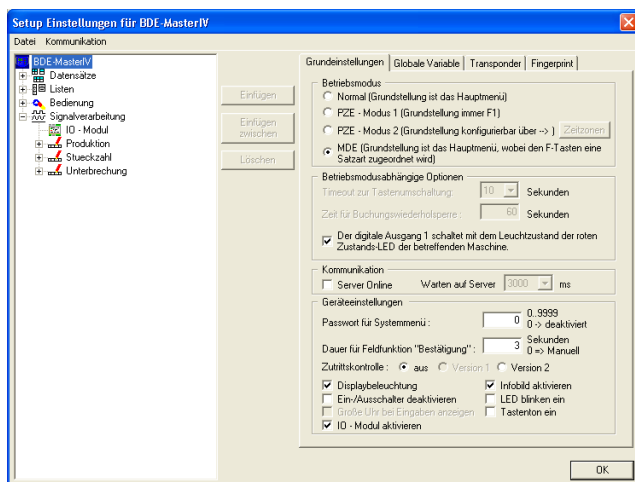 Setup Einstellungen für BDE-MasterIV
Datei Kommunikation
BDE-MasterIV
Datensätze
Listen
Bedienung
Signalverarbeitung
IO - Modul
Produktion
Stueckzahl
Unterbrechung
Einfügen
Einfügen
zwischen
Löschen
Grundeinstellungen Globale Variable Transponder Fingerprint
Betriebsmodus
Normal (Grundstellung ist das Hauptmenü)
PZE - Modus 1 (Grundstellung immer F1)
PZE - Modus 2 (Grundstellung konfigurierbar über --> ) Zeitzonen
MDE (Grundstellung ist das Hauptmenü, wobei den F-Tasten eine
Satzart zugeordnet wird)
Betriebsmodusabhängige Optionen
Timeout zur Tastenumschaltung: 10 Sekunden
Zeit für Buchungswiederholsperre : 60 Sekunden
Der digitale Ausgang 1 schaltet mit dem Leuchtzustand der roten
Zustands-LED der betreffenden Maschine.
Kommunikation
Server Online Warten auf Server 3000 ms
Geräteeinstellungen
Passwort für Systemmenü : 0 0..9999
0 -> deaktiviert
Dauer für Feldfunktion "Bestätigung" : 3 Sekunden
0 => Manuell
Zutrittskontrolle : aus Version 1 Version 2
Displaybeleuchtung Infobild aktivieren
Ein-/Ausschalter deaktivieren LED blinken ein
Große Uhr bei Eingaben anzeigen Tastenton ein
IO - Modul aktivieren
OK